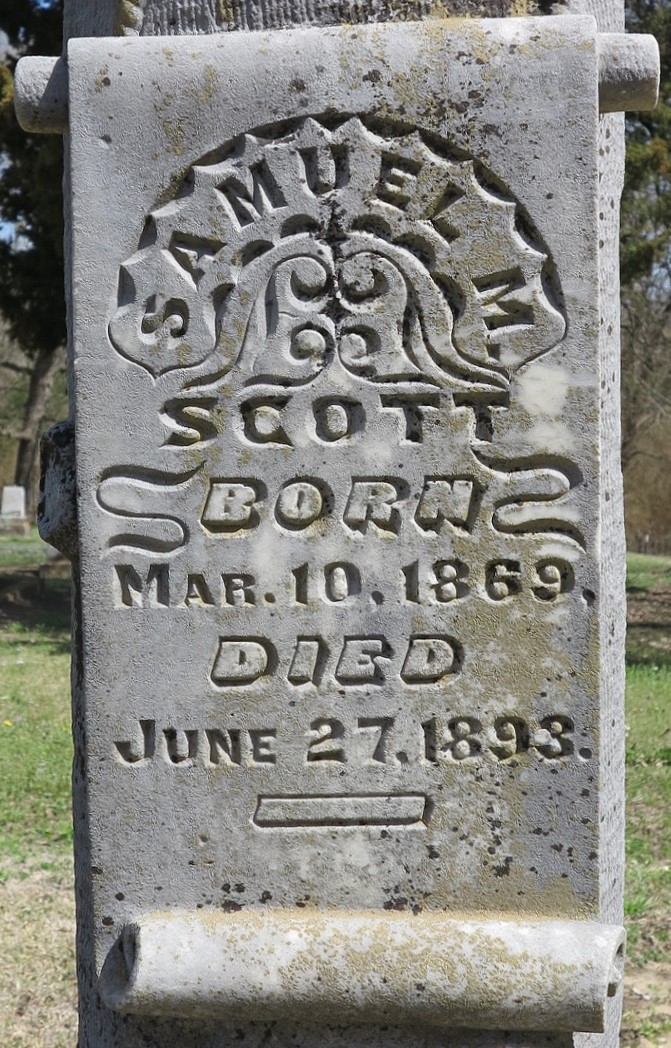 SAMUEL M.
SCOTT
BORN
MAR. 10, 1869.
DIED
JUNE 27, 1893.